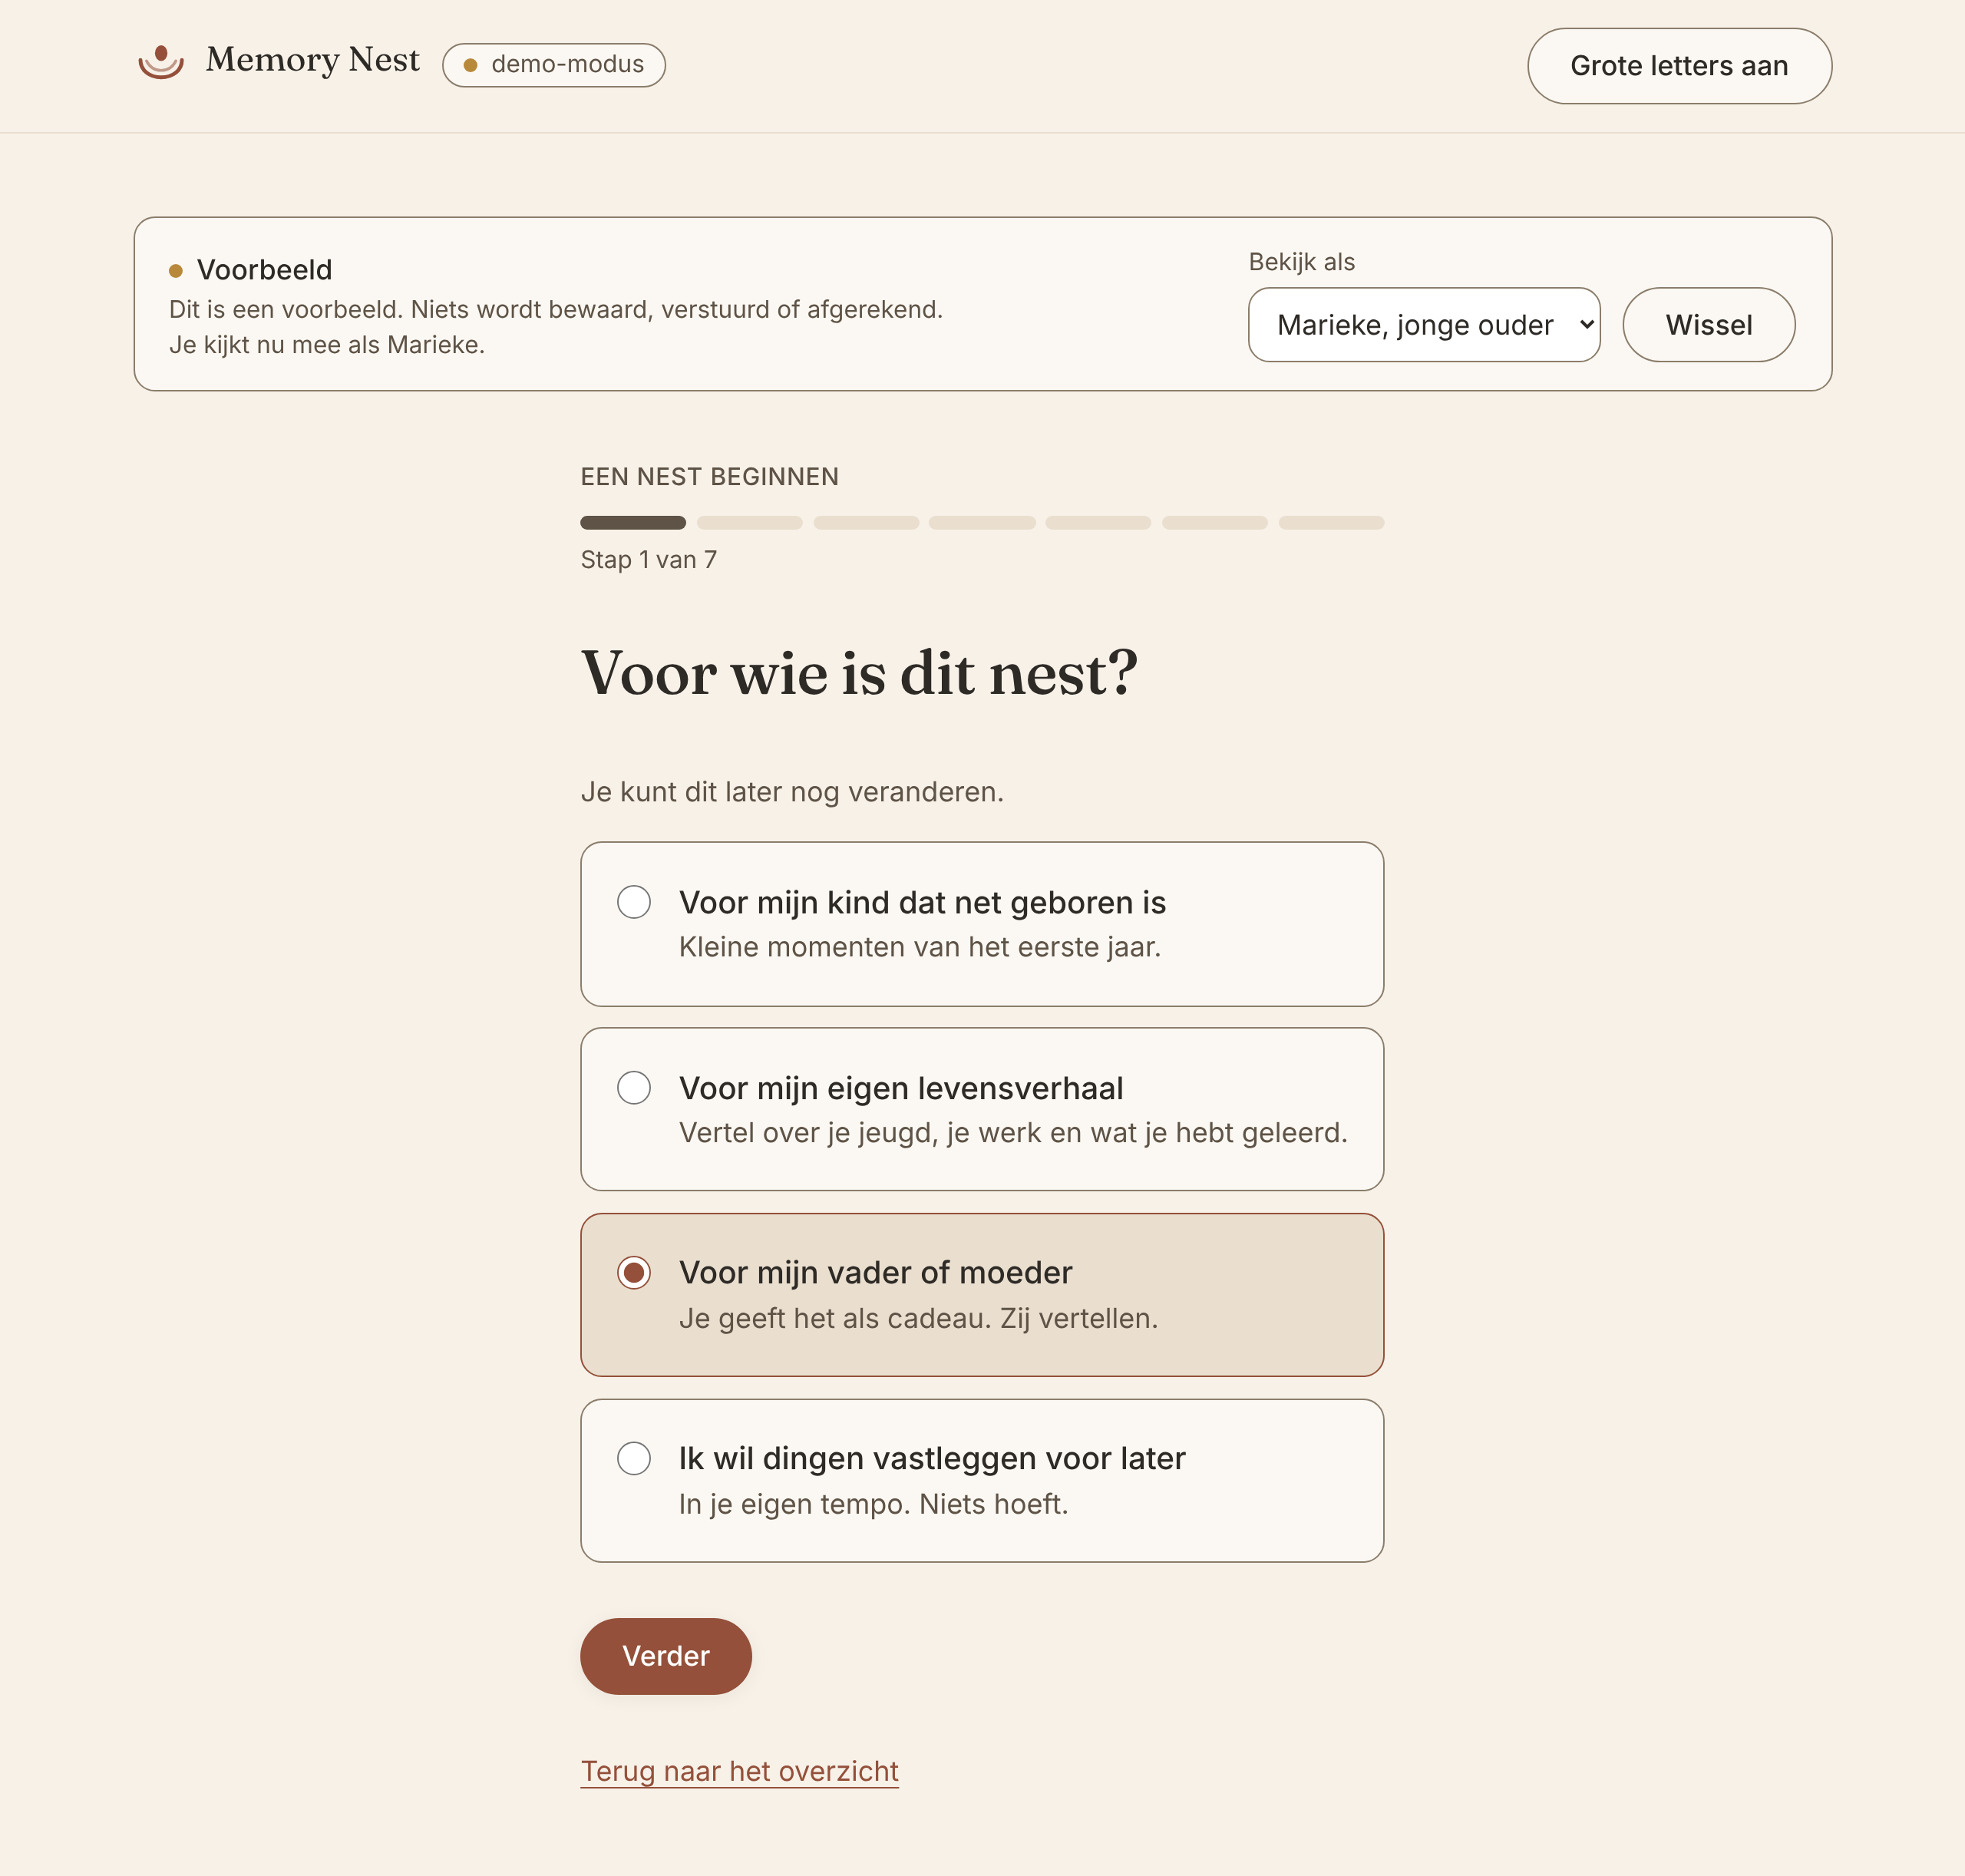 Memory Nest
demo-modus
Grote letters aan
Voorbeeld
Dit is een voorbeeld. Niets wordt bewaard, verstuurd of afgerekend.
Je kijkt nu mee als Marieke.
Bekijk als
Marieke, jonge ouder
Wissel
EEN NEST BEGINNEN
Stap 1 van 7
Voor wie is dit nest?
Je kunt dit later nog veranderen.
Voor mijn kind dat net geboren is
Kleine momenten van het eerste jaar.
Voor mijn eigen levensverhaal
Vertel over je jeugd, je werk en wat je hebt geleerd.
Voor mijn vader of moeder
Je geeft het als cadeau. Zij vertellen.
Ik wil dingen vastleggen voor later
In je eigen tempo. Niets hoeft.
Verder
Terug naar het overzicht